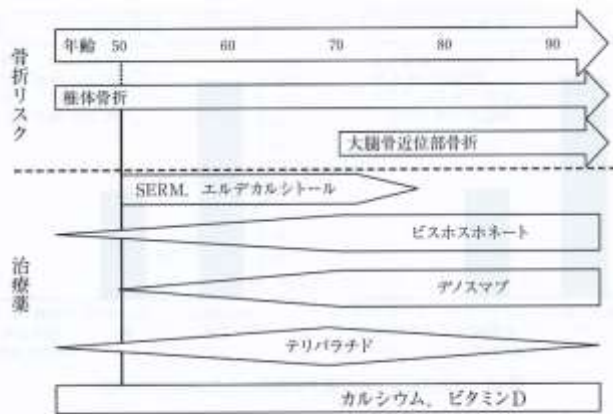 骨折リスク
年齢 50 60 70 80 90
椎体骨折
大腿骨近位部骨折
治療薬
SERM、エルデカルシトール
ビスホスホネート
デノスマブ
テリパラチド
カルシウム、ビタミンD